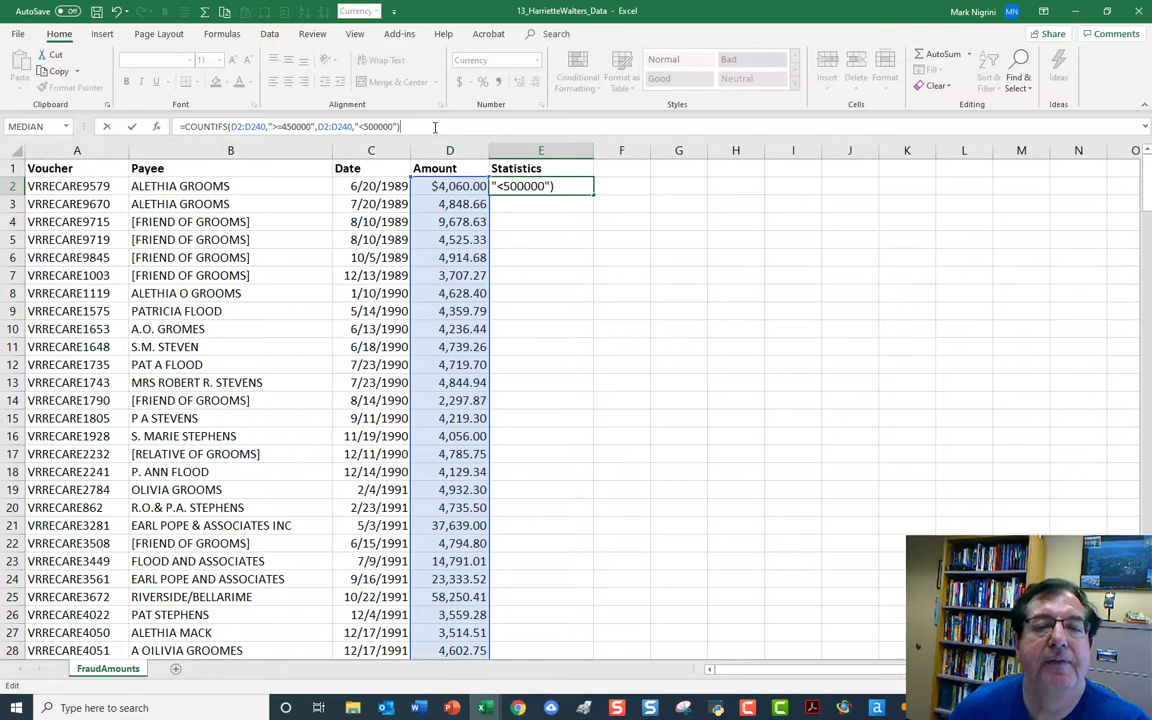 AutoSave Off Currency 13_HarrietteWalters_Data - Excel Mark Nigrini MN
File Home Insert Page Layout Formulas Data Review View Add-ins Help Acrobat Search Share Comments
Paste Cut Copy Format Painter
11 Wrap Text Merge & Center Currency
Conditional Formatting Format as Table Normal Bad Good Neutral
Insert Delete Format AutoSum Fill Clear Sort & Filter Find & Select Ideas
Clipboard Font Alignment Number Styles Cells Editing Ideas
MEDIAN =COUNTIFS(D2:D240,">=450000",D2:D240,"<500000")
A B C D E F G H I J K L M N O
1 Voucher Payee Date Amount Statistics
2 VRRECARE9579 ALETHIA GROOMS 6/20/1989 $4,060.00 "<500000")
3 VRRECARE9670 ALETHIA GROOMS 7/20/1989 4,848.66
4 VRRECARE9715 [FRIEND OF GROOMS] 8/10/1989 9,678.63
5 VRRECARE9719 [FRIEND OF GROOMS] 8/10/1989 4,525.33
6 VRRECARE9845 [FRIEND OF GROOMS] 10/5/1989 4,914.68
7 VRRECARE1003 [FRIEND OF GROOMS] 12/13/1989 3,707.27
8 VRRECARE1119 ALETHIA O GROOMS 1/10/1990 4,628.40
9 VRRECARE1575 PATRICIA FLOOD 5/14/1990 4,359.79
10 VRRECARE1653 A.O. GROMES 6/13/1990 4,236.44
11 VRRECARE1648 S.M. STEVEN 6/18/1990 4,739.26
12 VRRECARE1735 PAT A FLOOD 7/23/1990 4,719.70
13 VRRECARE1743 MRS ROBERT R. STEVENS 7/23/1990 4,844.94
14 VRRECARE1790 [FRIEND OF GROOMS] 8/14/1990 2,297.87
15 VRRECARE1805 P A STEVENS 9/11/1990 4,219.30
16 VRRECARE1928 S. MARIE STEPHENS 11/19/1990 4,056.00
17 VRRECARE2232 [RELATIVE OF GROOMS] 12/11/1990 4,785.75
18 VRRECARE2241 P. ANN FLOOD 12/14/1990 4,129.34
19 VRRECARE2784 OLIVIA GROOMS 2/4/1991 4,932.30
20 VRRECARE862 R.O.& P.A. STEPHENS 2/23/1991 4,735.50
21 VRRECARE3281 EARL POPE & ASSOCIATES INC 5/3/1991 37,639.00
22 VRRECARE3508 [FRIEND OF GROOMS] 6/15/1991 4,794.80
23 VRRECARE3499 FLOOD AND ASSOCIATES 7/9/1991 14,791.01
24 VRRECARE3561 EARL POPE AND ASSOCIATES 9/16/1991 23,333.52
25 VRRECARE3672 RIVERSIDE/BELLARIME 10/22/1991 58,250.41
26 VRRECARE4022 PAT STEPHENS 12/4/1991 3,559.28
27 VRRECARE4050 ALETHIA MACK 12/17/1991 3,514.51
28 VRRECARE4051 A OILIVIA GROOMES 12/17/1991 4,602.75
FraudAmounts
Edit
Type here to search